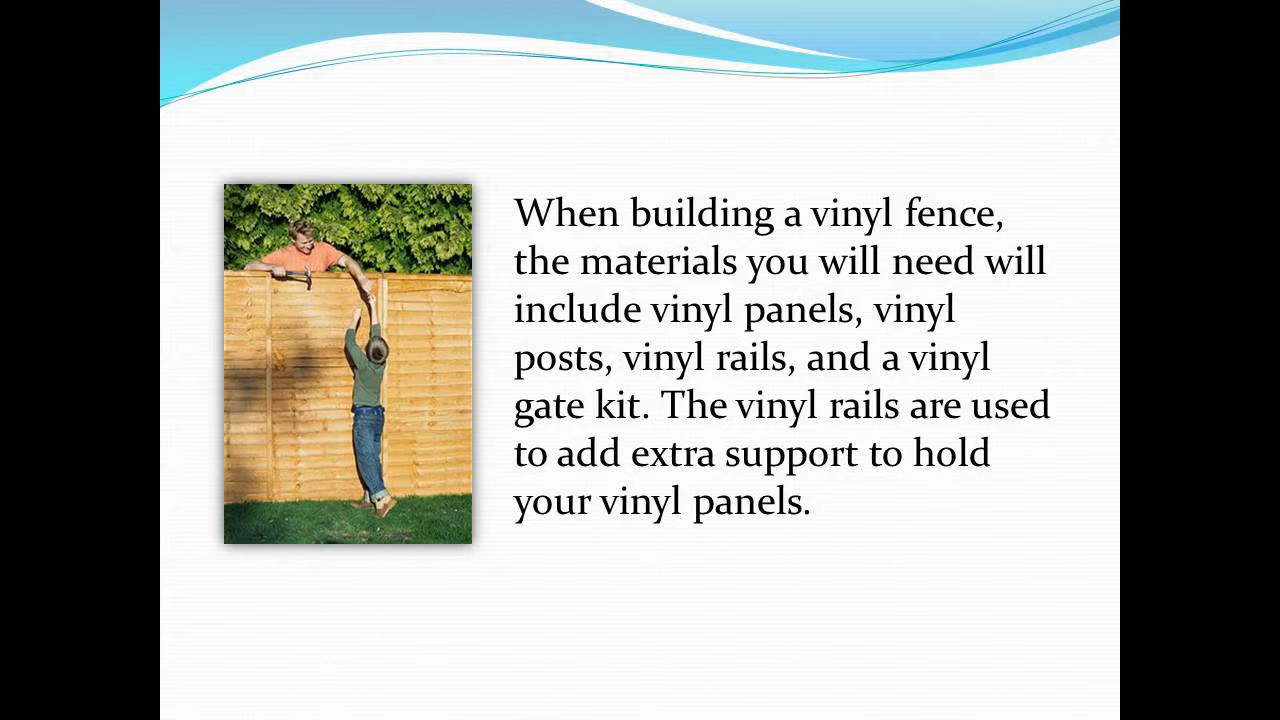 When building a vinyl fence,
the materials you will need will
include vinyl panels, vinyl
posts, vinyl rails, and a vinyl
gate kit. The vinyl rails are used
to add extra support to hold
your vinyl panels.